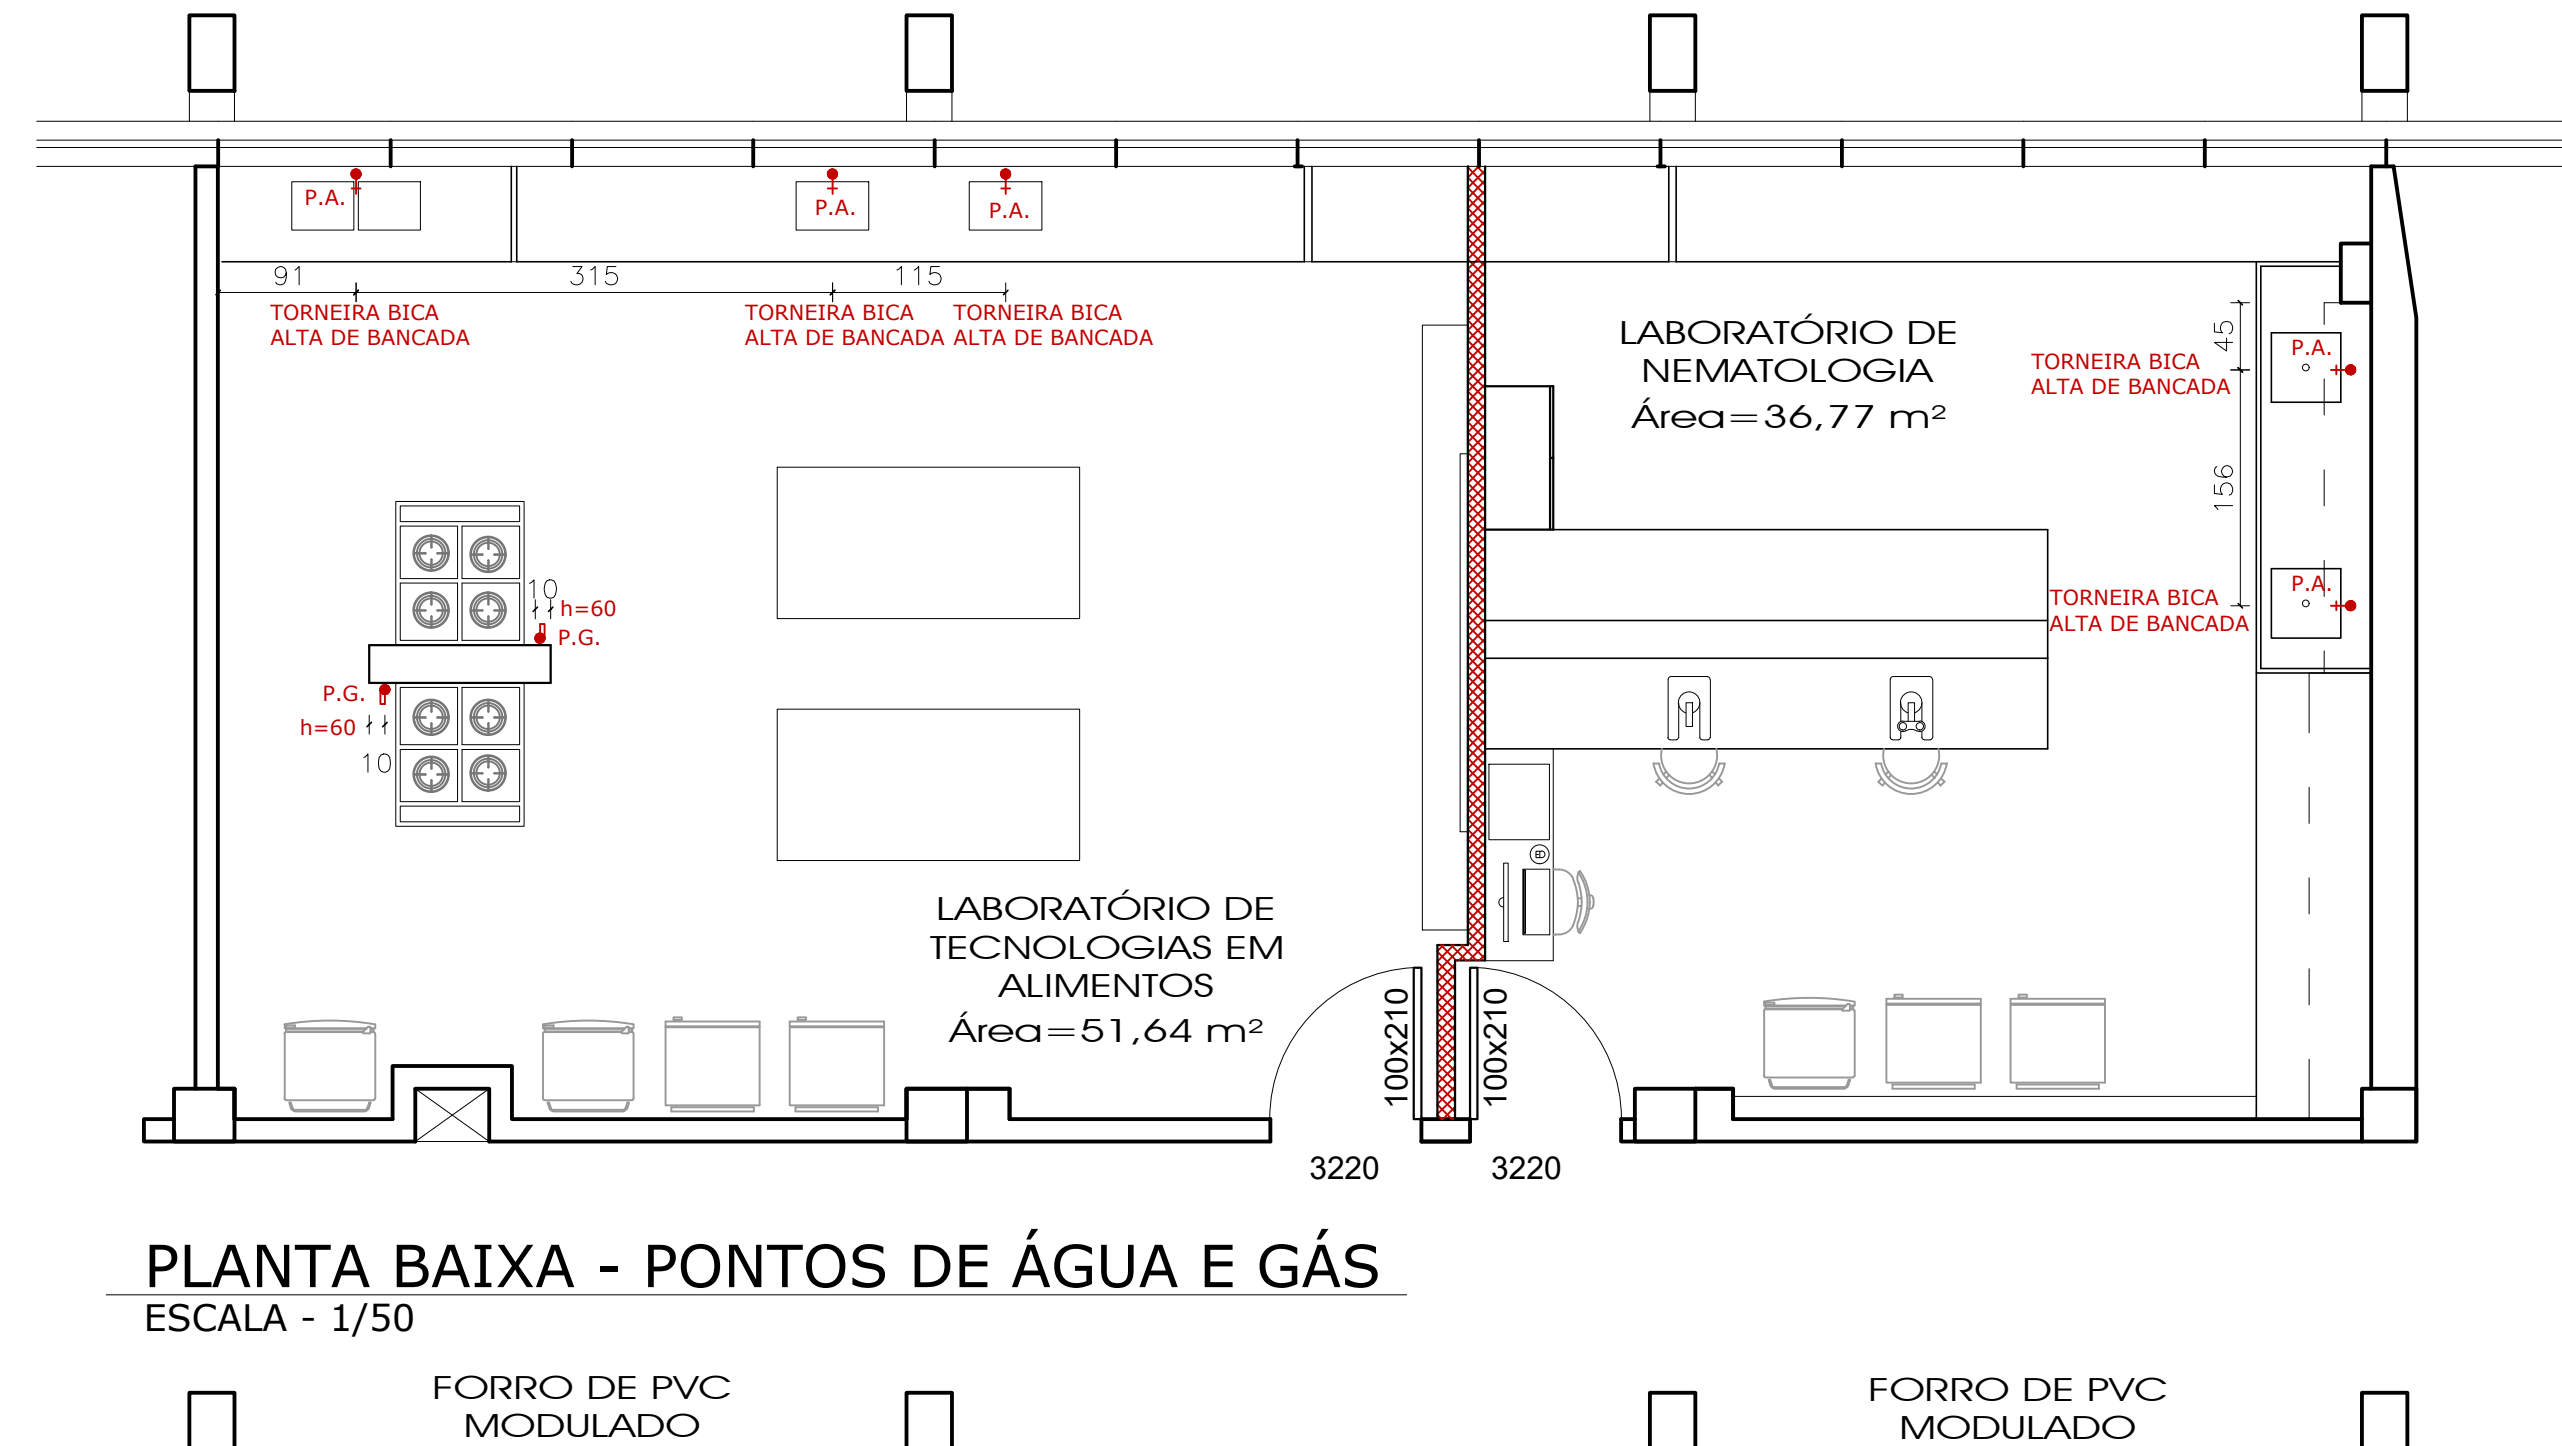 P.A.
P.A.
P.A.
91
315
115
TORNEIRA BICA
ALTA DE BANCADA
TORNEIRA BICA
ALTA DE BANCADA
TORNEIRA BICA
ALTA DE BANCADA
LABORATÓRIO DE
NEMATOLOGIA
Área=36,77 m²
TORNEIRA BICA
ALTA DE BANCADA
45
P.A.
156
TORNEIRA BICA
ALTA DE BANCADA
P.A.
10
h=60
P.G.
P.G.
h=60
10
LABORATÓRIO DE
TECNOLOGIAS EM
ALIMENTOS
Área=51,64 m²
100x210
100x210
3220
3220
PLANTA BAIXA - PONTOS DE ÁGUA E GÁS
ESCALA - 1/50
FORRO DE PVC
MODULADO
FORRO DE PVC
MODULADO